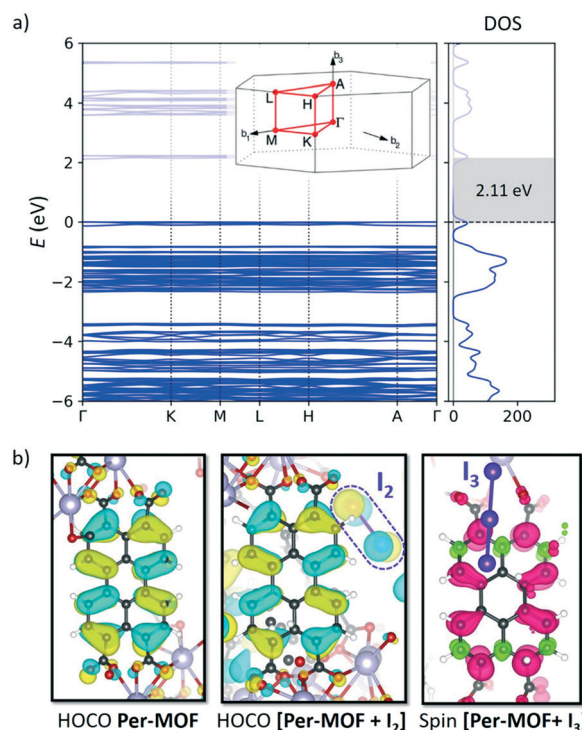 a)
DOS
6
4
2
0
−2
−4
−6
E (eV)
b₃
A
L
H
Γ
M
K
b₁
b₂
2.11 eV
Γ K M L H A Γ
0 200
b)
I₂
I₃
HOCO Per-MOF
HOCO [Per-MOF + I₂]
Spin [Per-MOF+ I₃